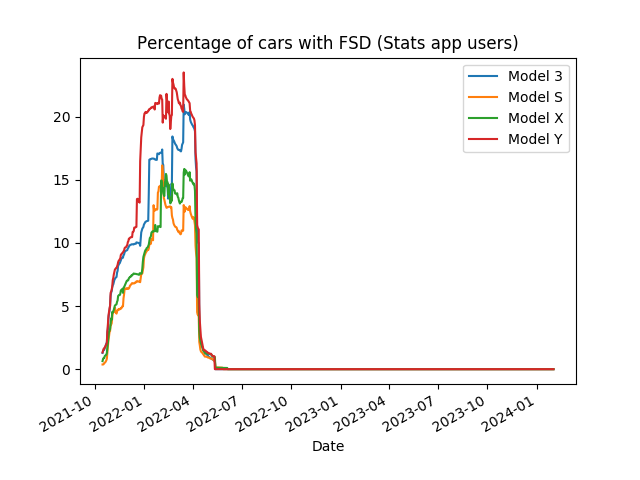 Percentage of cars with FSD (Stats app users)
Model 3
Model S
Model X
Model Y
20
15
10
5
0
2021-10
2022-01
2022-04
2022-07
2022-10
2023-01
2023-04
2023-07
2023-10
2024-01
Date